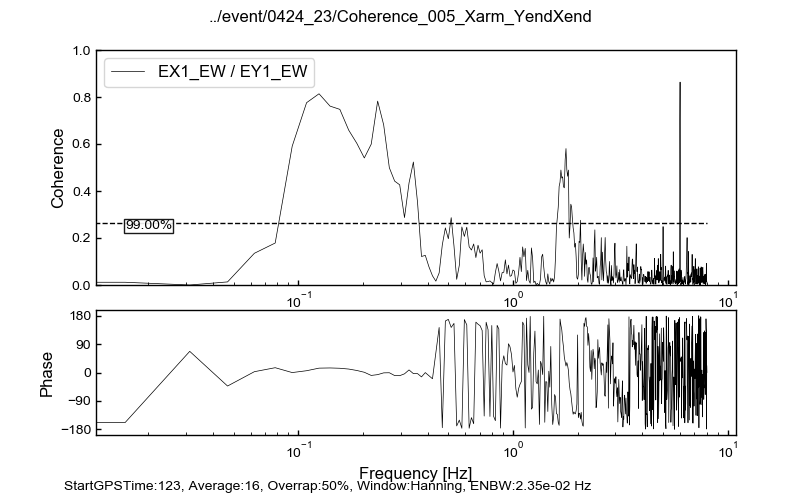 ../event/0424_23/Coherence_005_Xarm_YendXend
1.0
EX1_EW / EY1_EW
0.8
0.6
Coherence
0.4
99.00%
0.2
0.0
10⁻¹ 10⁰ 10¹
180
90
Phase
0
−90
−180
10⁻¹ 10⁰ 10¹
Frequency [Hz]
StartGPSTime:123, Average:16, Overrap:50%, Window:Hanning, ENBW:2.35e-02 Hz